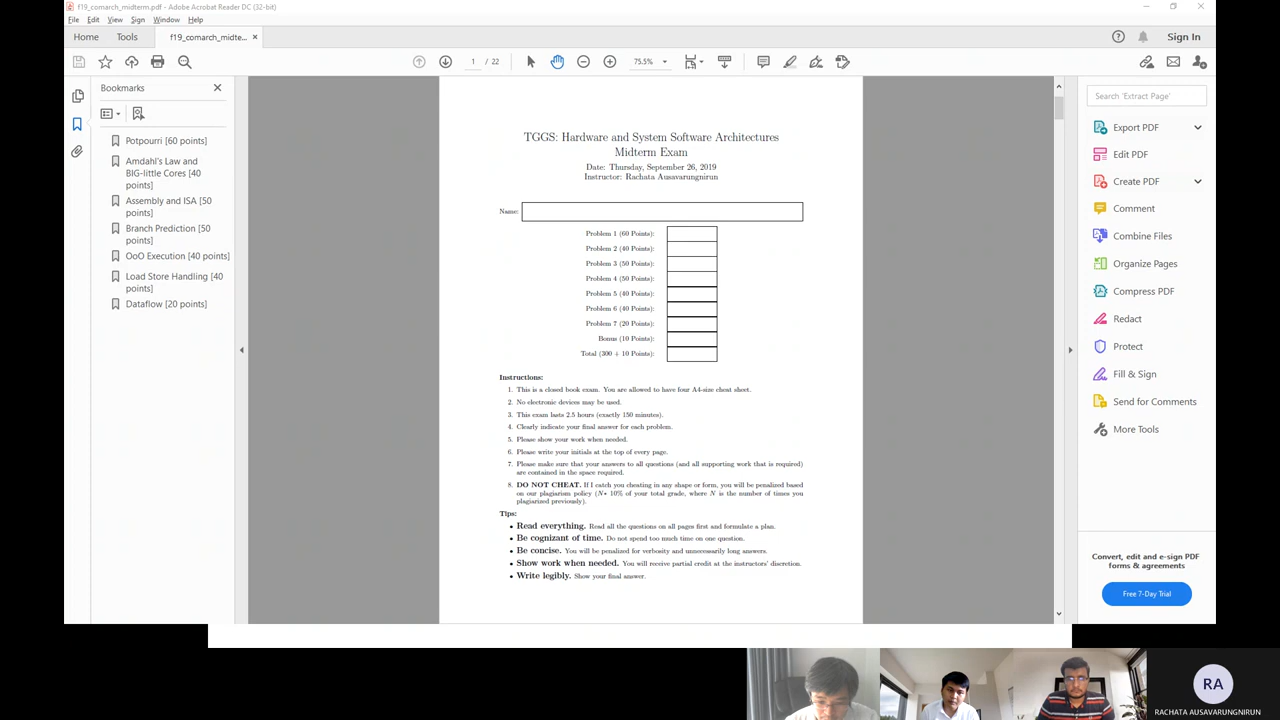 f19_comarch_midterm.pdf - Adobe Acrobat Reader DC (32-bit)
File Edit View Sign Window Help
Home Tools f19_comarch_midte... × Sign In
1 / 22 75.5%
Bookmarks
Potpourri [60 points]
Amdahl's Law and
BIG-little Cores [40
points]
Assembly and ISA [50
points]
Branch Prediction [50
points]
OoO Execution [40 points]
Load Store Handling [40
points]
Dataflow [20 points]
TGGS: Hardware and System Software Architectures
Midterm Exam
Date: Thursday, September 26, 2019
Instructor: Rachata Ausavarungnirun
Name:
Problem 1 (60 Points):
Problem 2 (40 Points):
Problem 3 (50 Points):
Problem 4 (50 Points):
Problem 5 (40 Points):
Problem 6 (40 Points):
Problem 7 (20 Points):
Bonus (10 Points):
Total (300 + 10 Points):
Instructions:
1. This is a closed book exam. You are allowed to have four A4-size cheat sheet.
2. No electronic devices may be used.
3. This exam lasts 2.5 hours (exactly 150 minutes).
4. Clearly indicate your final answer for each problem.
5. Please show your work when needed.
6. Please write your initials at the top of every page.
7. Please make sure that your answers to all questions (and all supporting work that is required)
are contained in the space required.
8. DO NOT CHEAT. If I catch you cheating in any shape or form, you will be penalized based
on our plagiarism policy (N* 10% of your total grade, where N is the number of times you
plagiarized previously).
Tips:
• Read everything. Read all the questions on all pages first and formulate a plan.
• Be cognizant of time. Do not spend too much time on one question.
• Be concise. You will be penalized for verbosity and unnecessarily long answers.
• Show work when needed. You will receive partial credit at the instructors' discretion.
• Write legibly. Show your final answer.
Search 'Extract Page'
Export PDF
Edit PDF
Create PDF
Comment
Combine Files
Organize Pages
Compress PDF
Redact
Protect
Fill & Sign
Send for Comments
More Tools
Convert, edit and e-sign PDF
forms & agreements
Free 7-Day Trial
RA
RACHATA AUSAVARUNGNIRUN